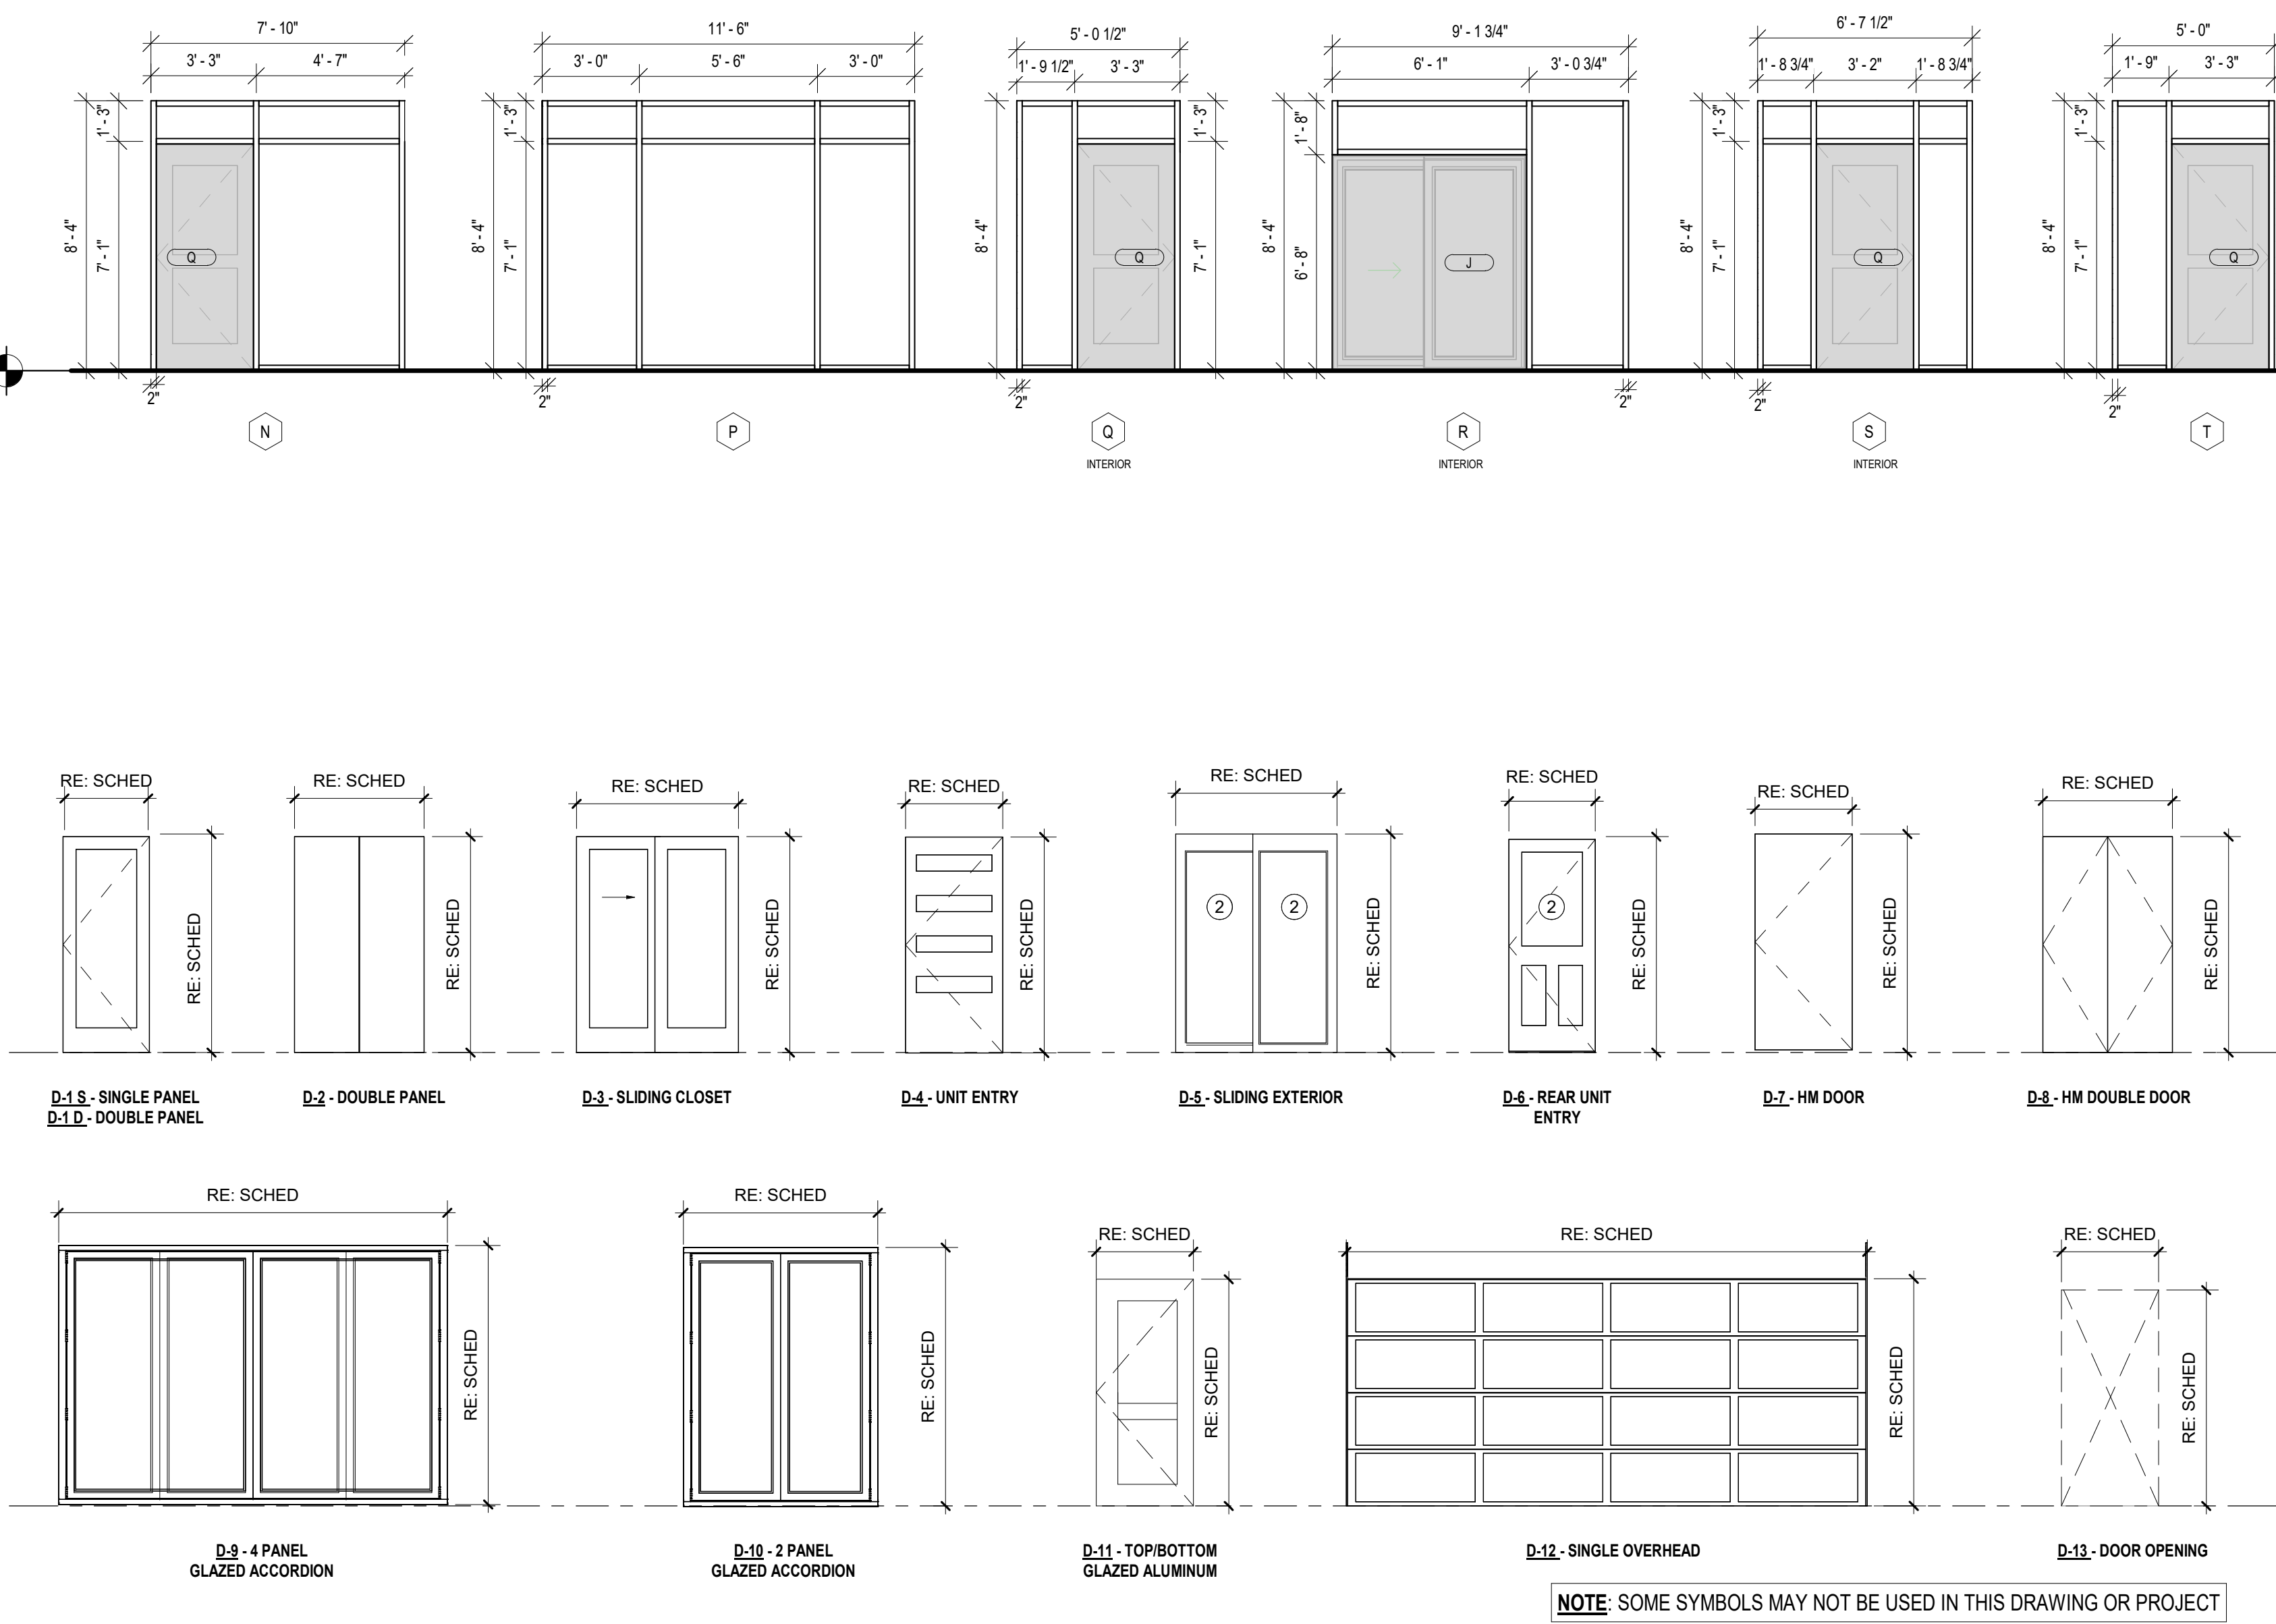 7' - 10"
3' - 3" 4' - 7"
8' - 4"
1' - 3"
7' - 1"
Q
2"
N
11' - 6"
3' - 0" 5' - 6" 3' - 0"
8' - 4"
1' - 3"
7' - 1"
2"
P
5' - 0 1/2"
1' - 9 1/2" 3' - 3"
8' - 4"
1' - 3"
7' - 1"
Q
2"
Q
INTERIOR
9' - 1 3/4"
6' - 1" 3' - 0 3/4"
8' - 4"
1' - 8"
6' - 8"
J
2"
R
INTERIOR
6' - 7 1/2"
1' - 8 3/4" 3' - 2" 1' - 8 3/4"
8' - 4"
1' - 3"
7' - 1"
Q
2"
S
INTERIOR
5' - 0"
1' - 9" 3' - 3"
8' - 4"
1' - 3"
7' - 1"
Q
2"
T
RE: SCHED
RE: SCHED
D-1 S - SINGLE PANEL
D-1 D - DOUBLE PANEL
RE: SCHED
RE: SCHED
D-2 - DOUBLE PANEL
RE: SCHED
RE: SCHED
D-3 - SLIDING CLOSET
RE: SCHED
RE: SCHED
D-4 - UNIT ENTRY
RE: SCHED
2 2
RE: SCHED
D-5 - SLIDING EXTERIOR
RE: SCHED
2
RE: SCHED
D-6 - REAR UNIT
ENTRY
RE: SCHED
RE: SCHED
D-7 - HM DOOR
RE: SCHED
RE: SCHED
D-8 - HM DOUBLE DOOR
RE: SCHED
RE: SCHED
D-9 - 4 PANEL
GLAZED ACCORDION
RE: SCHED
RE: SCHED
D-10 - 2 PANEL
GLAZED ACCORDION
RE: SCHED
RE: SCHED
D-11 - TOP/BOTTOM
GLAZED ALUMINUM
RE: SCHED
RE: SCHED
D-12 - SINGLE OVERHEAD
RE: SCHED
RE: SCHED
D-13 - DOOR OPENING
NOTE: SOME SYMBOLS MAY NOT BE USED IN THIS DRAWING OR PROJECT